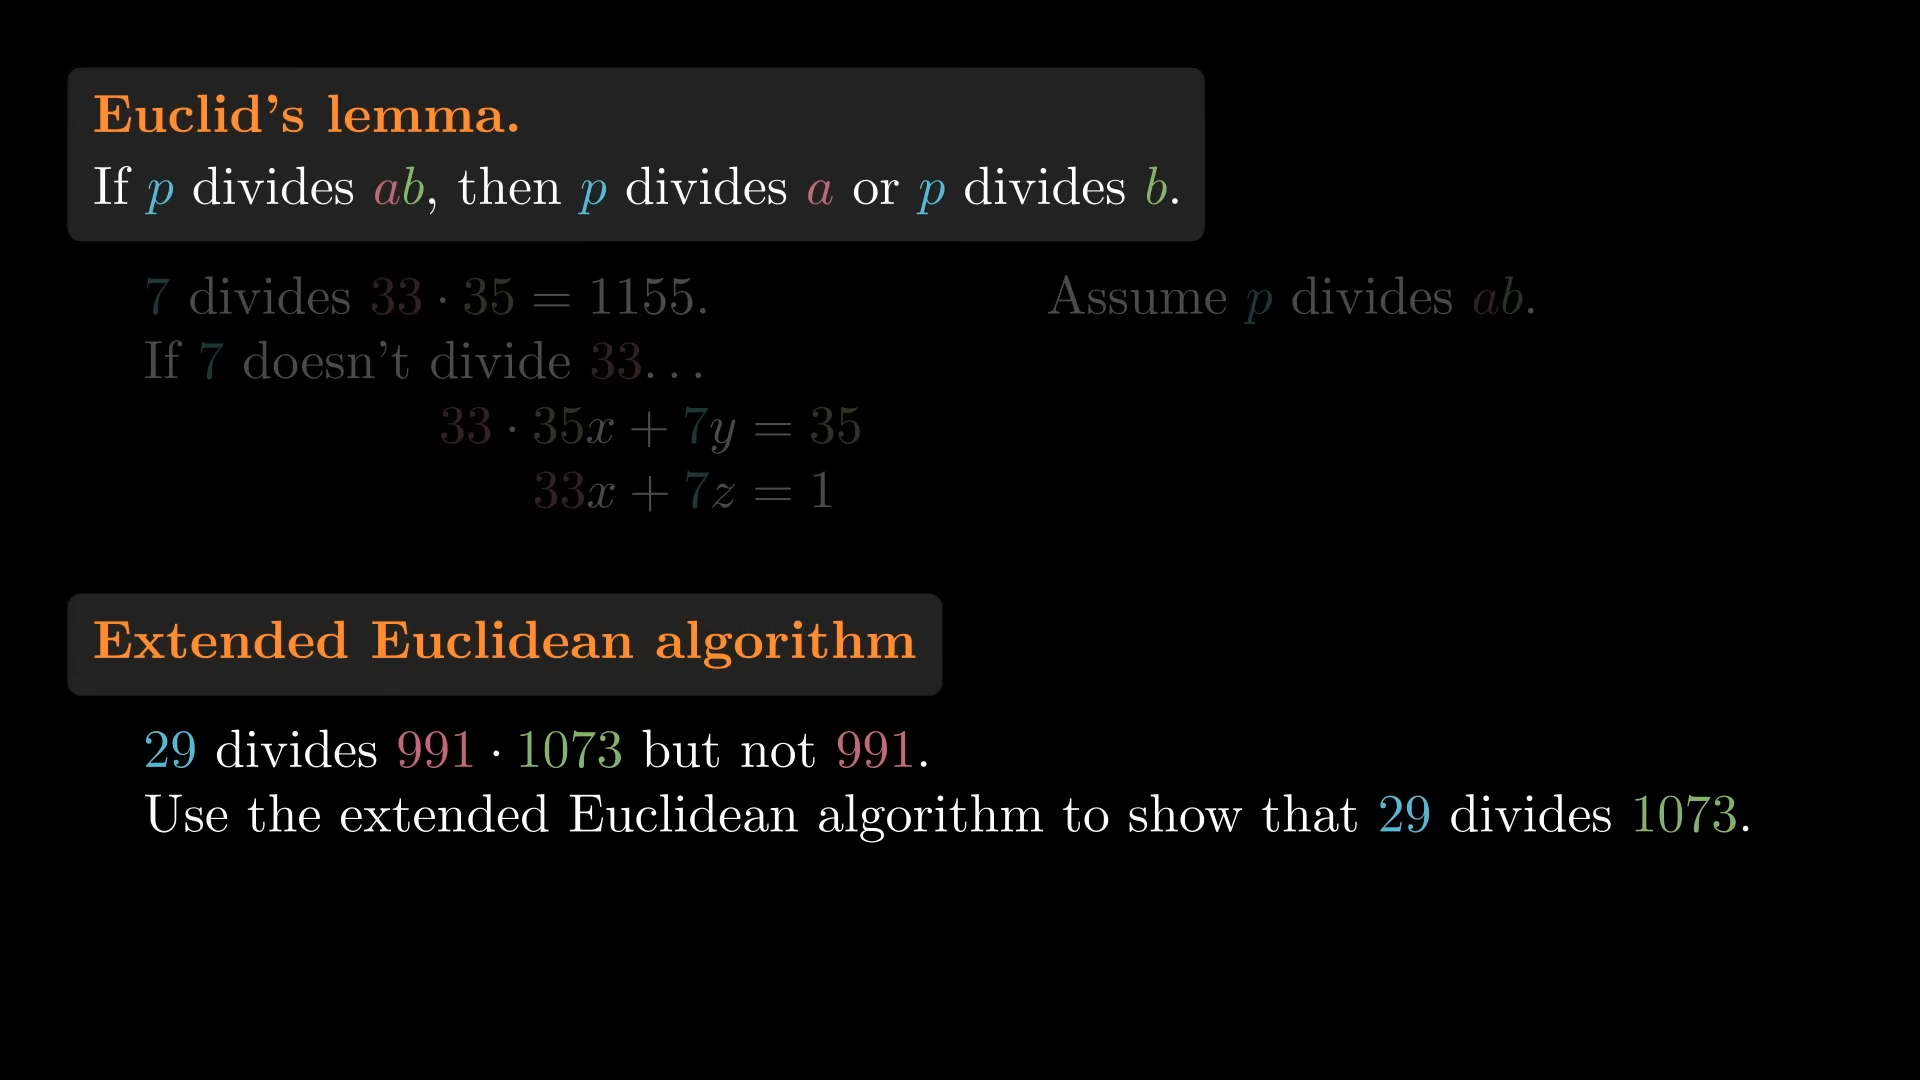 Euclid's lemma.
If p divides ab, then p divides a or p divides b.
7 divides 33 · 35 = 1155.
If 7 doesn't divide 33...
33 · 35x + 7y = 35
33x + 7z = 1
Assume p divides ab.
Extended Euclidean algorithm
29 divides 991 · 1073 but not 991.
Use the extended Euclidean algorithm to show that 29 divides 1073.